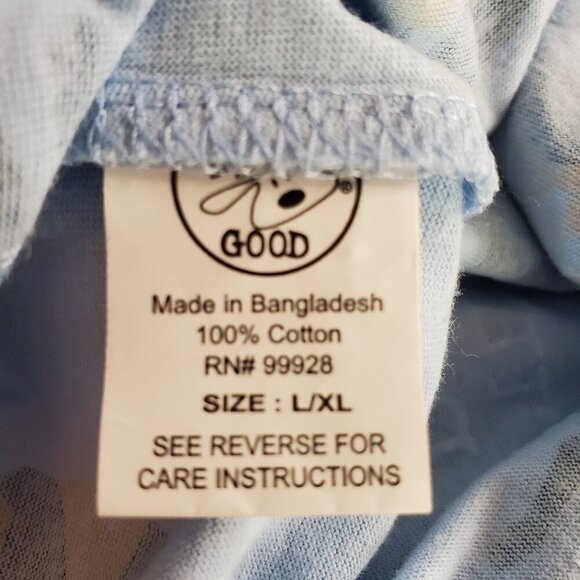 ®
GOOD
Made in Bangladesh
100% Cotton
RN# 99928
SIZE : L/XL
SEE REVERSE FOR
CARE INSTRUCTIONS